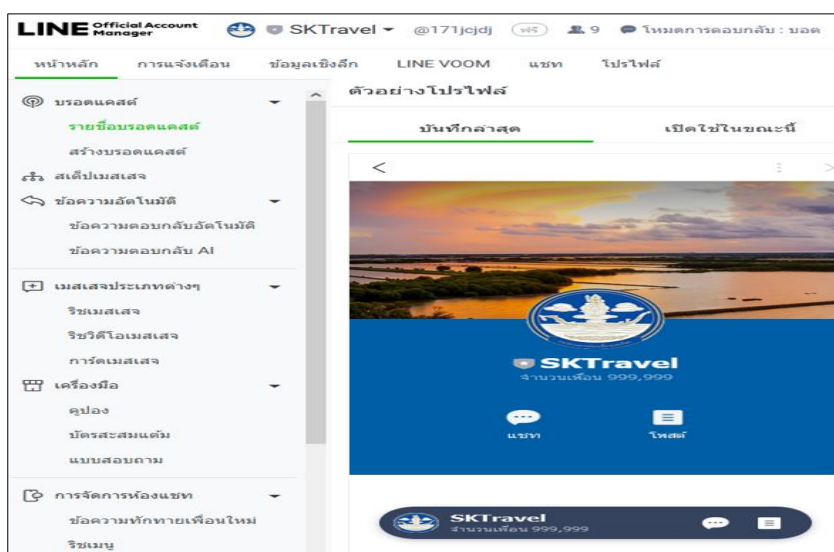 LINE Official Account Manager
SKTravel @171jcjdj ฟรี 9 โหมดการตอบกลับ : บอต
หน้าหลัก การแจ้งเตือน ข้อมูลเชิงลึก LINE VOOM แชท โปรไฟล์
บรอดแคสต์
รายชื่อบรอดแคสต์
สร้างบรอดแคสต์
สเต็ปเมสเสจ
ข้อความอัตโนมัติ
ข้อความตอบกลับอัตโนมัติ
ข้อความตอบกลับ AI
เมสเสจประเภทต่างๆ
ริชเมสเสจ
ริชวิดีโอเมสเสจ
การ์ดเมสเสจ
เครื่องมือ
คูปอง
บัตรสะสมแต้ม
แบบสอบถาม
การจัดการห้องแชท
ข้อความทักทายเพื่อนใหม่
ริชเมนู
ตัวอย่างโปรไฟล์
บันทึกล่าสุด เปิดใช้ในขณะนี้
SKTravel
จำนวนเพื่อน 999,999
แชท โพสต์
SKTravel
จำนวนเพื่อน 999,999